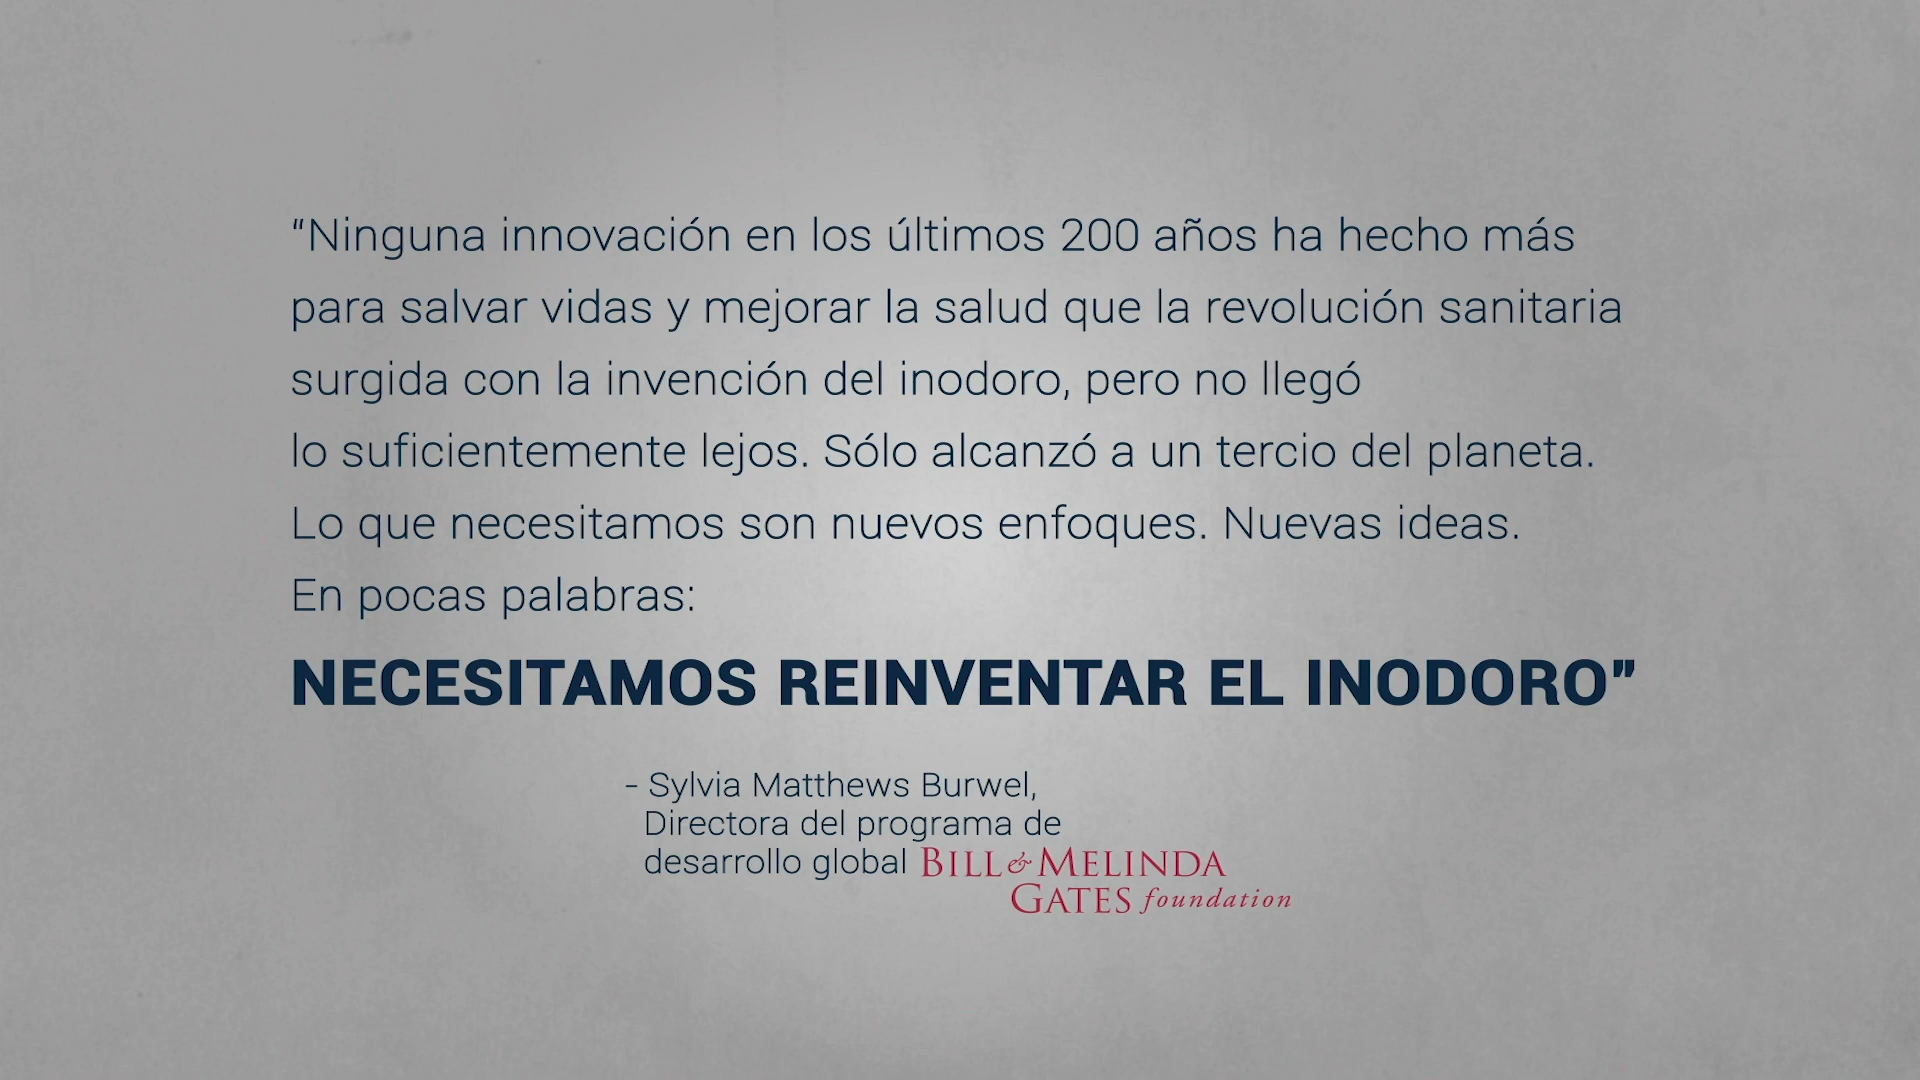 “Ninguna innovación en los últimos 200 años ha hecho más
para salvar vidas y mejorar la salud que la revolución sanitaria
surgida con la invención del inodoro, pero no llegó
lo suficientemente lejos. Sólo alcanzó a un tercio del planeta.
Lo que necesitamos son nuevos enfoques. Nuevas ideas.
En pocas palabras:
NECESITAMOS REINVENTAR EL INODORO”
- Sylvia Matthews Burwel,
Directora del programa de
desarrollo global BILL & MELINDA
GATES foundation